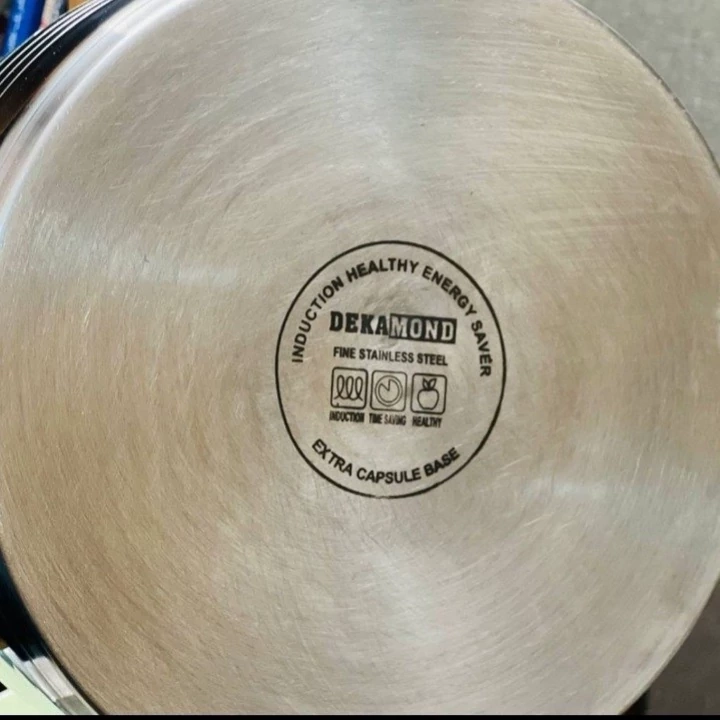 INDUCTION HEALTHY ENERGY SAVER
DEKAMOND
FINE STAINLESS STEEL
INDUCTION TIME SAVING HEALTHY
EXTRA CAPSULE BASE